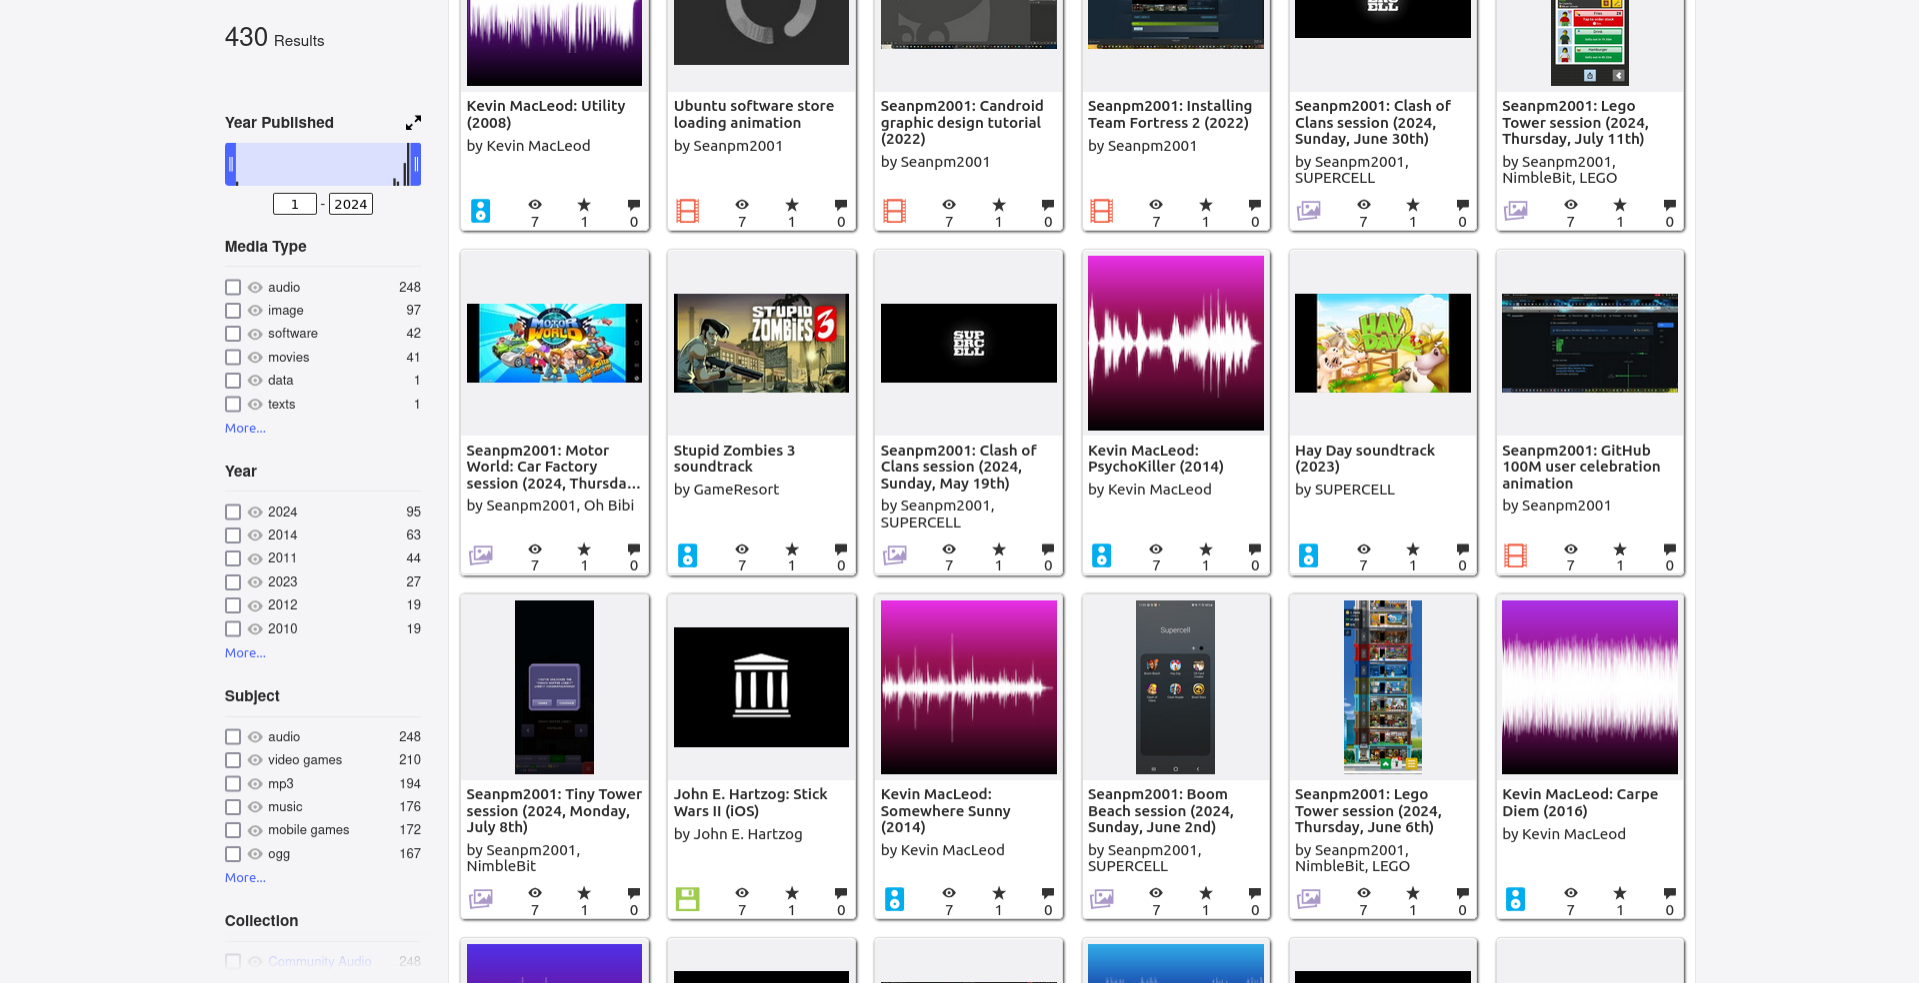 430 Results
Year Published
1 - 2024
Media Type
audio 248
image 97
software 42
movies 41
data 1
texts 1
More...
Year
2024 95
2014 63
2011 44
2023 27
2012 19
2010 19
More...
Subject
audio 248
video games 210
mp3 194
music 176
mobile games 172
ogg 167
More...
Collection
Community Audio 248
Kevin MacLeod: Utility
(2008)
by Kevin MacLeod
7 1 0
Ubuntu software store
loading animation
by Seanpm2001
7 1 0
Seanpm2001: Candroid
graphic design tutorial
(2022)
by Seanpm2001
7 1 0
Seanpm2001: Installing
Team Fortress 2 (2022)
by Seanpm2001
7 1 0
ELL
Seanpm2001: Clash of
Clans session (2024,
Sunday, June 30th)
by Seanpm2001,
SUPERCELL
7 1 0
Seanpm2001: Lego
Tower session (2024,
Thursday, July 11th)
by Seanpm2001,
NimbleBit, LEGO
7 1 0
MOTOR
WORLD
Seanpm2001: Motor
World: Car Factory
session (2024, Thursda...
by Seanpm2001, Oh Bibi
7 1 0
STUPID
ZOMBIES 3
Stupid Zombies 3
soundtrack
by GameResort
7 1 0
SUP
ERC
ELL
Seanpm2001: Clash of
Clans session (2024,
Sunday, May 19th)
by Seanpm2001,
SUPERCELL
7 1 0
Kevin MacLeod:
PsychoKiller (2014)
by Kevin MacLeod
7 1 0
HAY
DAY
Hay Day soundtrack
(2023)
by SUPERCELL
7 1 0
Seanpm2001: GitHub
100M user celebration
animation
by Seanpm2001
7 1 0
Seanpm2001: Tiny Tower
session (2024, Monday,
July 8th)
by Seanpm2001,
NimbleBit
7 1 0
John E. Hartzog: Stick
Wars II (iOS)
by John E. Hartzog
7 1 0
Kevin MacLeod:
Somewhere Sunny
(2014)
by Kevin MacLeod
7 1 0
Supercell
Seanpm2001: Boom
Beach session (2024,
Sunday, June 2nd)
by Seanpm2001,
SUPERCELL
7 1 0
Seanpm2001: Lego
Tower session (2024,
Thursday, June 6th)
by Seanpm2001,
NimbleBit, LEGO
7 1 0
Kevin MacLeod: Carpe
Diem (2016)
by Kevin MacLeod
7 1 0